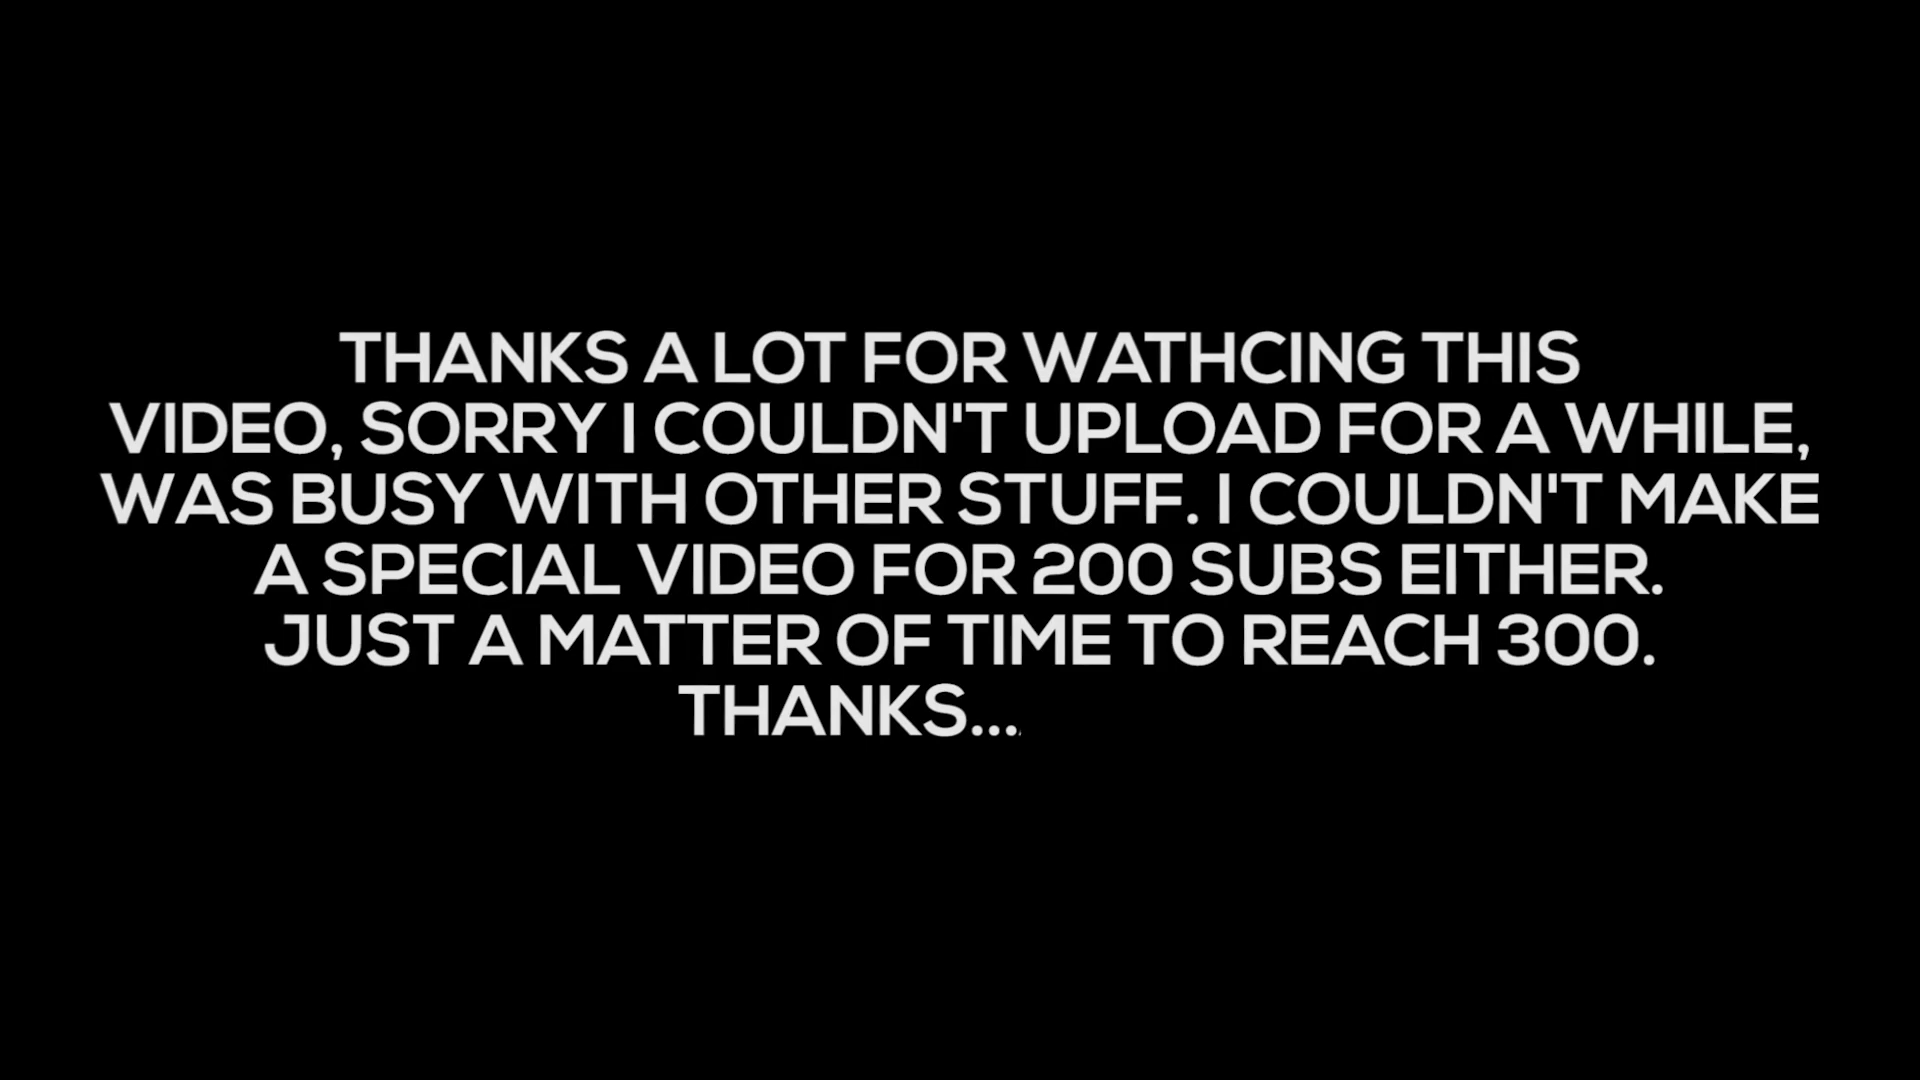 THANKS A LOT FOR WATHCING THIS
VIDEO, SORRY I COULDN'T UPLOAD FOR A WHILE,
WAS BUSY WITH OTHER STUFF. I COULDN'T MAKE
A SPECIAL VIDEO FOR 200 SUBS EITHER.
JUST A MATTER OF TIME TO REACH 300.
THANKS...